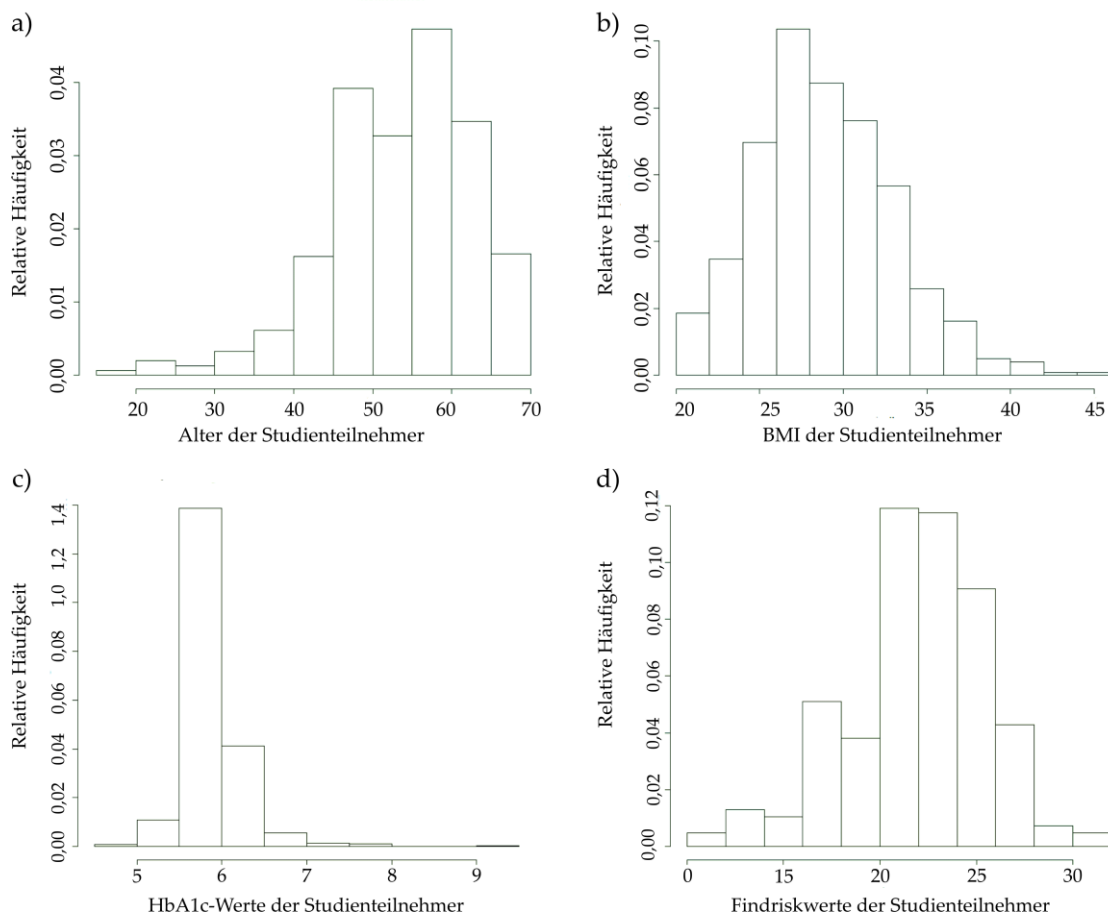 a)
Relative Häufigkeit
0,04
0,03
0,02
0,01
0,00
20 30 40 50 60 70
Alter der Studienteilnehmer
b)
Relative Häufigkeit
0,10
0,08
0,06
0,04
0,02
0,00
20 25 30 35 40 45
BMI der Studienteilnehmer
c)
Relative Häufigkeit
1,4
1,2
1,0
0,08
0,06
0,04
0,02
0,00
5 6 7 8 9
HbA1c-Werte der Studienteilnehmer
d)
Relative Häufigkeit
0,12
0,10
0,08
0,06
0,04
0,02
0,00
0 15 20 25 30
Findriskwerte der Studienteilnehmer